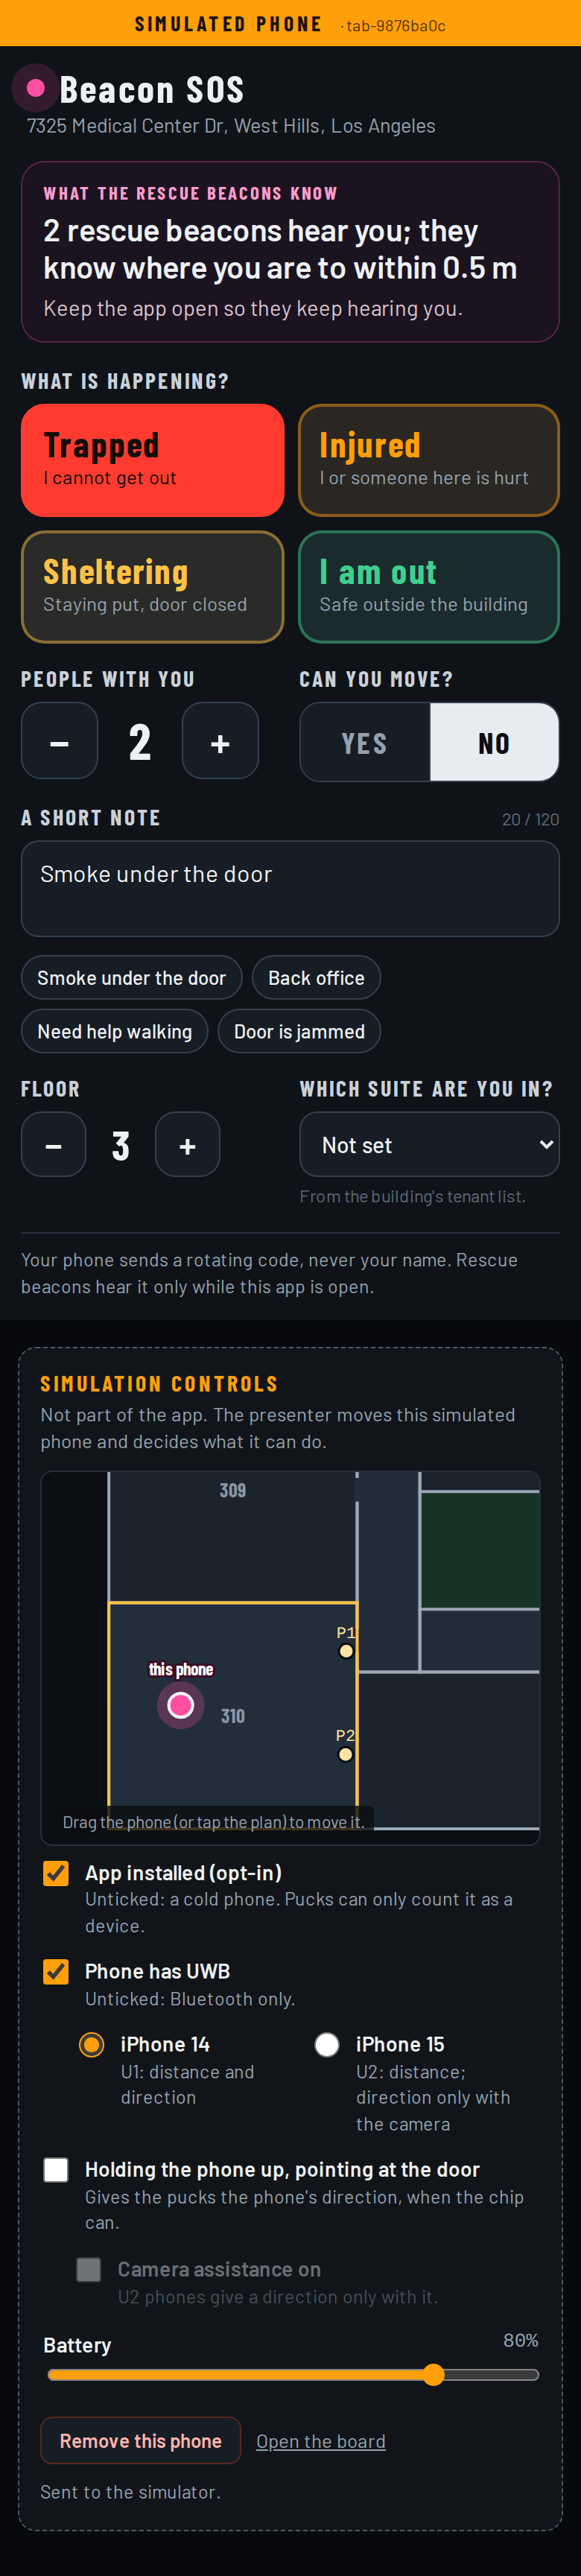 SIMULATED PHONE · tab-9876ba0c
Beacon SOS
7325 Medical Center Dr, West Hills, Los Angeles
WHAT THE RESCUE BEACONS KNOW
2 rescue beacons hear you; they
know where you are to within 0.5 m
Keep the app open so they keep hearing you.
WHAT IS HAPPENING?
Trapped
I cannot get out
Injured
I or someone here is hurt
Sheltering
Staying put, door closed
I am out
Safe outside the building
PEOPLE WITH YOU
− 2 +
CAN YOU MOVE?
YES NO
A SHORT NOTE 20 / 120
Smoke under the door
Smoke under the door Back office
Need help walking Door is jammed
FLOOR
− 3 +
WHICH SUITE ARE YOU IN?
Not set
From the building's tenant list.
Your phone sends a rotating code, never your name. Rescue
beacons hear it only while this app is open.
SIMULATION CONTROLS
Not part of the app. The presenter moves this simulated
phone and decides what it can do.
309
P1
this phone
310
P2
Drag the phone (or tap the plan) to move it.
App installed (opt-in)
Unticked: a cold phone. Pucks can only count it as a
device.
Phone has UWB
Unticked: Bluetooth only.
iPhone 14
U1: distance and
direction
iPhone 15
U2: distance;
direction only with
the camera
Holding the phone up, pointing at the door
Gives the pucks the phone's direction, when the chip
can.
Camera assistance on
U2 phones give a direction only with it.
Battery 80%
Remove this phone Open the board
Sent to the simulator.